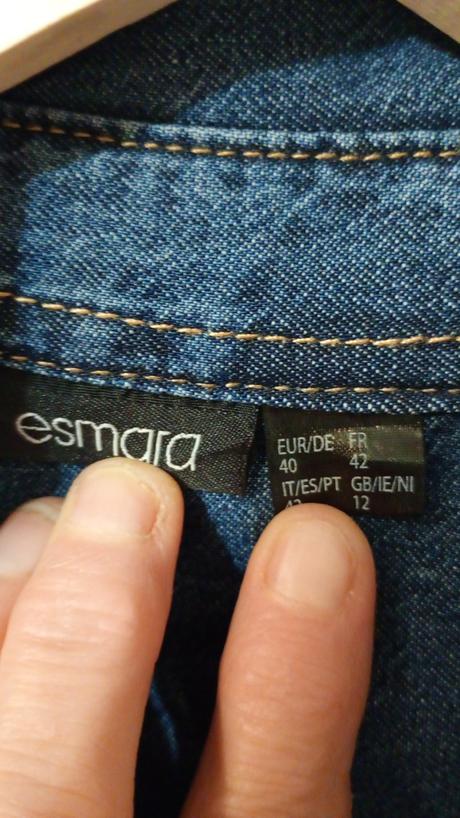 esmara
EUR/DE FR
40 42
IT/ES/PT GB/IE/NI
12